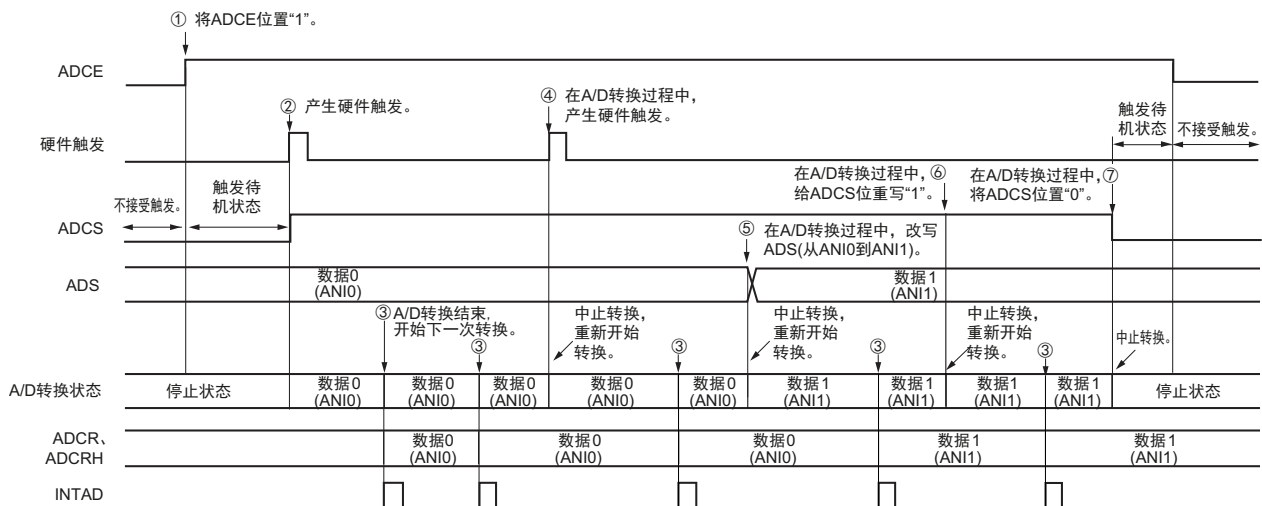 ① 将ADCE位置“1”。
ADCE
② 产生硬件触发。
④ 在A/D转换过程中，
产生硬件触发。
触发待
机状态
不接受触发。
硬件触发
在A/D转换过程中，⑥
给ADCS位重写“1”。
在A/D转换过程中，⑦
将ADCS位置“0”。
不接受触发。
触发待
机状态
ADCS
⑤ 在A/D转换过程中，改写
ADS(从ANI0到ANI1)。
ADS
数据0
(ANI0)
数据1
(ANI1)
③A/D转换结束，
开始下一次转换。
③
中止转换，
重新开始
转换。
③
中止转换，
重新开始
转换。
③
中止转换，
重新开始
转换。
③
中止转换。
A/D转换状态
停止状态
数据0
(ANI0)
数据0
(ANI0)
数据0
(ANI0)
数据0
(ANI0)
数据0
(ANI0)
数据1
(ANI1)
数据1
(ANI1)
数据1
(ANI1)
数据1
(ANI1)
停止状态
ADCR、
ADCRH
数据0
(ANI0)
数据0
(ANI0)
数据0
(ANI0)
数据1
(ANI1)
数据1
(ANI1)
INTAD